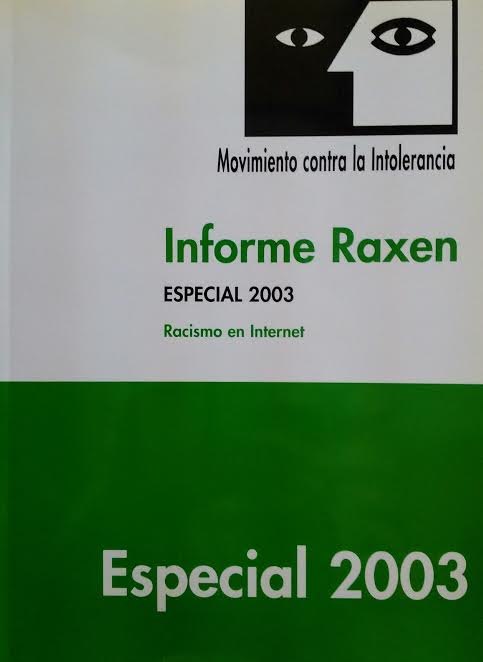 Movimiento contra la Intolerancia
Informe Raxen
ESPECIAL 2003
Racismo en Internet
Especial 2003